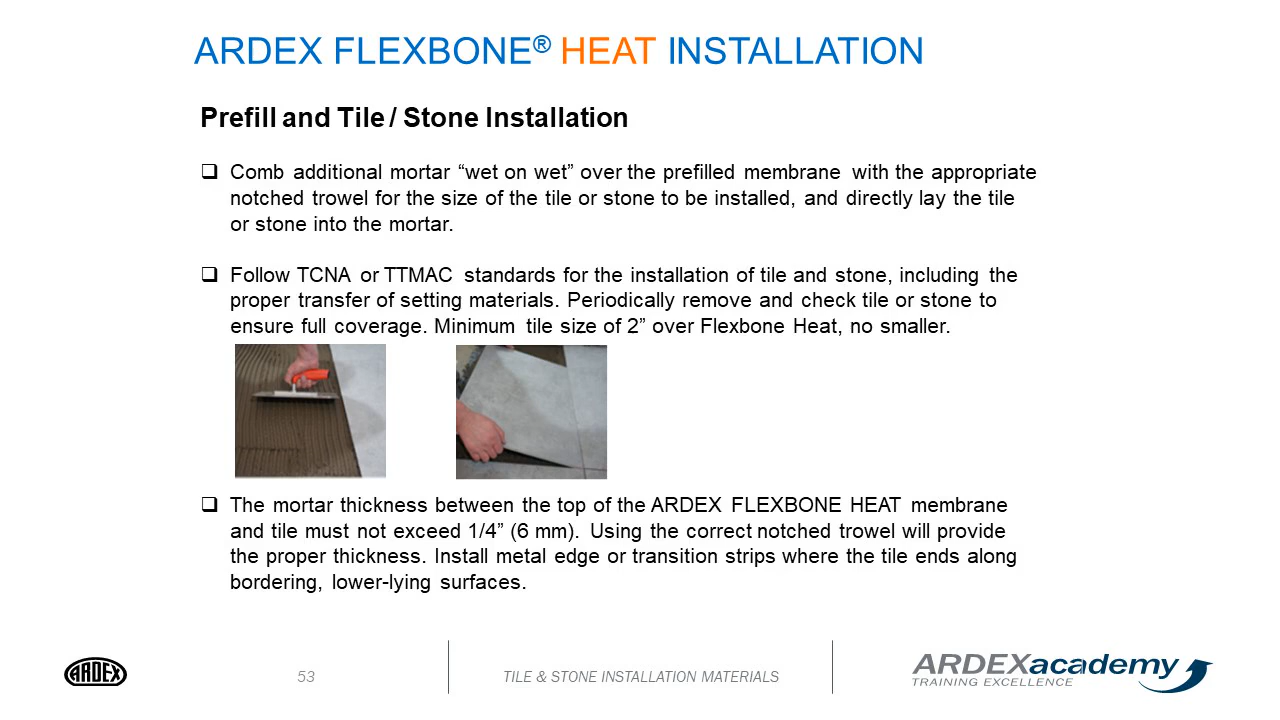 ARDEX FLEXBONE® HEAT INSTALLATION
Prefill and Tile / Stone Installation
Comb additional mortar “wet on wet” over the prefilled membrane with the appropriate
notched trowel for the size of the tile or stone to be installed, and directly lay the tile
or stone into the mortar.
Follow TCNA or TTMAC standards for the installation of tile and stone, including the
proper transfer of setting materials. Periodically remove and check tile or stone to
ensure full coverage. Minimum tile size of 2” over Flexbone Heat, no smaller.
The mortar thickness between the top of the ARDEX FLEXBONE HEAT membrane
and tile must not exceed 1/4” (6 mm). Using the correct notched trowel will provide
the proper thickness. Install metal edge or transition strips where the tile ends along
bordering, lower-lying surfaces.
ARDEX
53
TILE & STONE INSTALLATION MATERIALS
ARDEXacademy
TRAINING EXCELLENCE